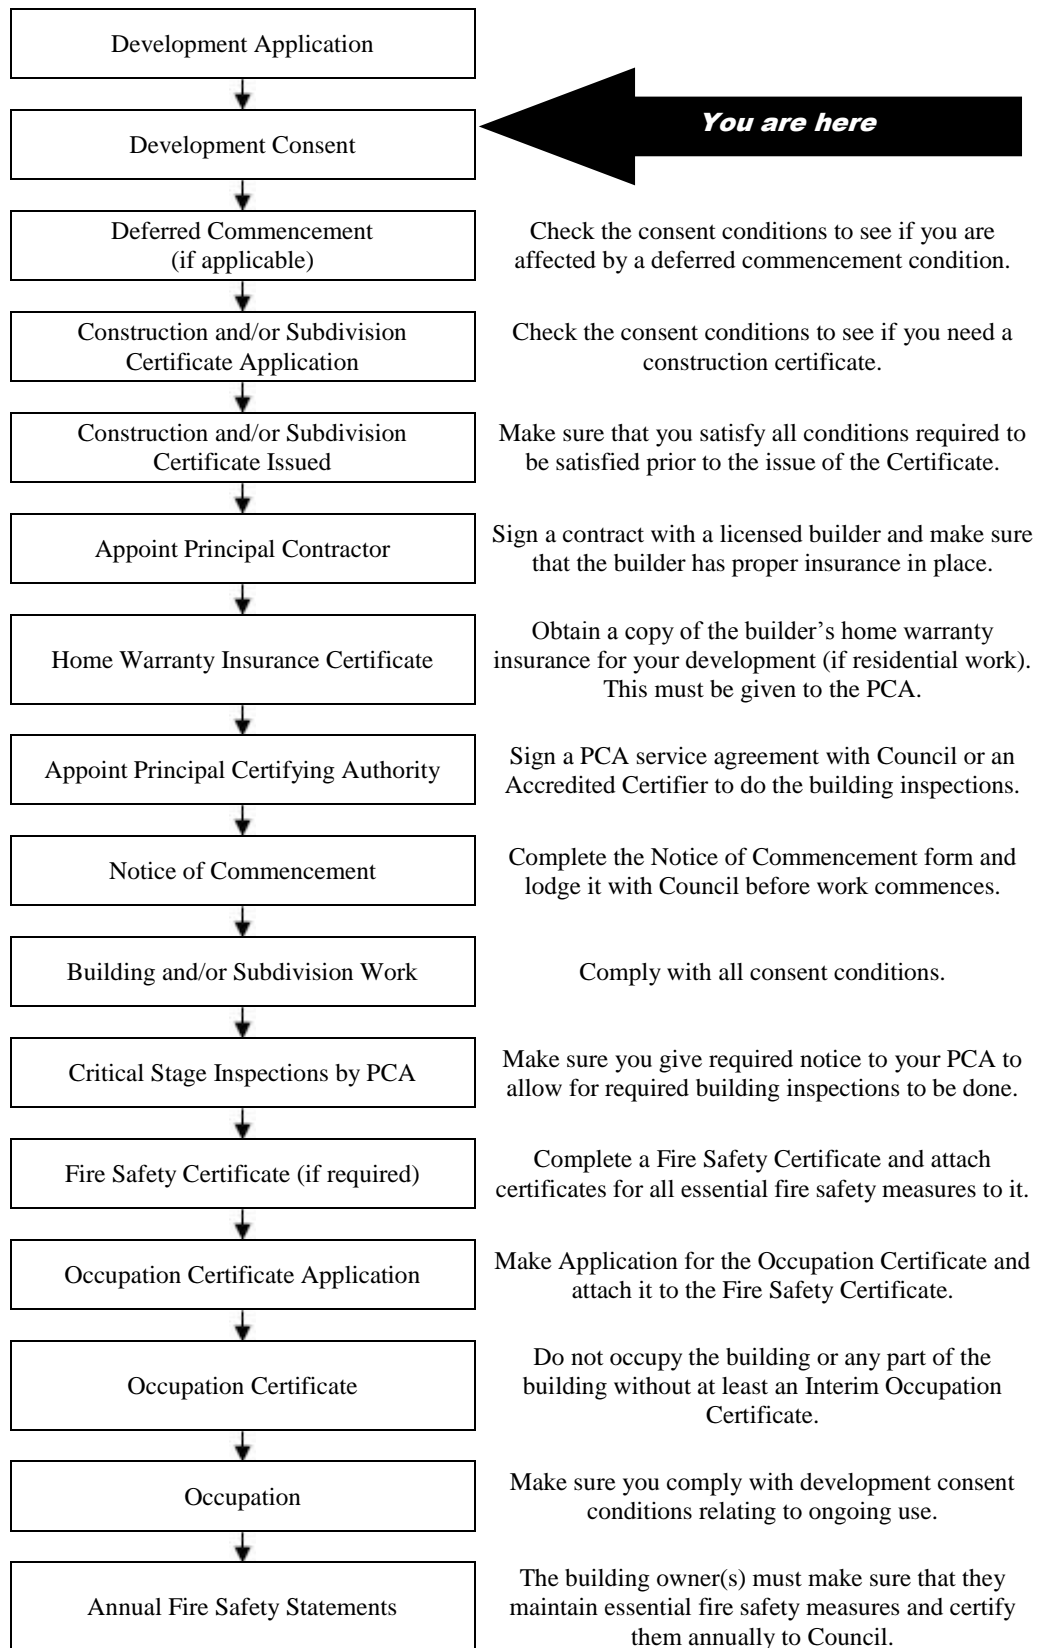 Development Application
Development Consent
You are here
Deferred Commencement
(if applicable)
Check the consent conditions to see if you are
affected by a deferred commencement condition.
Construction and/or Subdivision
Certificate Application
Check the consent conditions to see if you need a
construction certificate.
Construction and/or Subdivision
Certificate Issued
Make sure that you satisfy all conditions required to
be satisfied prior to the issue of the Certificate.
Appoint Principal Contractor
Sign a contract with a licensed builder and make sure
that the builder has proper insurance in place.
Home Warranty Insurance Certificate
Obtain a copy of the builder’s home warranty
insurance for your development (if residential work).
This must be given to the PCA.
Appoint Principal Certifying Authority
Sign a PCA service agreement with Council or an
Accredited Certifier to do the building inspections.
Notice of Commencement
Complete the Notice of Commencement form and
lodge it with Council before work commences.
Building and/or Subdivision Work
Comply with all consent conditions.
Critical Stage Inspections by PCA
Make sure you give required notice to your PCA to
allow for required building inspections to be done.
Fire Safety Certificate (if required)
Complete a Fire Safety Certificate and attach
certificates for all essential fire safety measures to it.
Occupation Certificate Application
Make Application for the Occupation Certificate and
attach it to the Fire Safety Certificate.
Occupation Certificate
Do not occupy the building or any part of the
building without at least an Interim Occupation
Certificate.
Occupation
Make sure you comply with development consent
conditions relating to ongoing use.
Annual Fire Safety Statements
The building owner(s) must make sure that they
maintain essential fire safety measures and certify
them annually to Council.